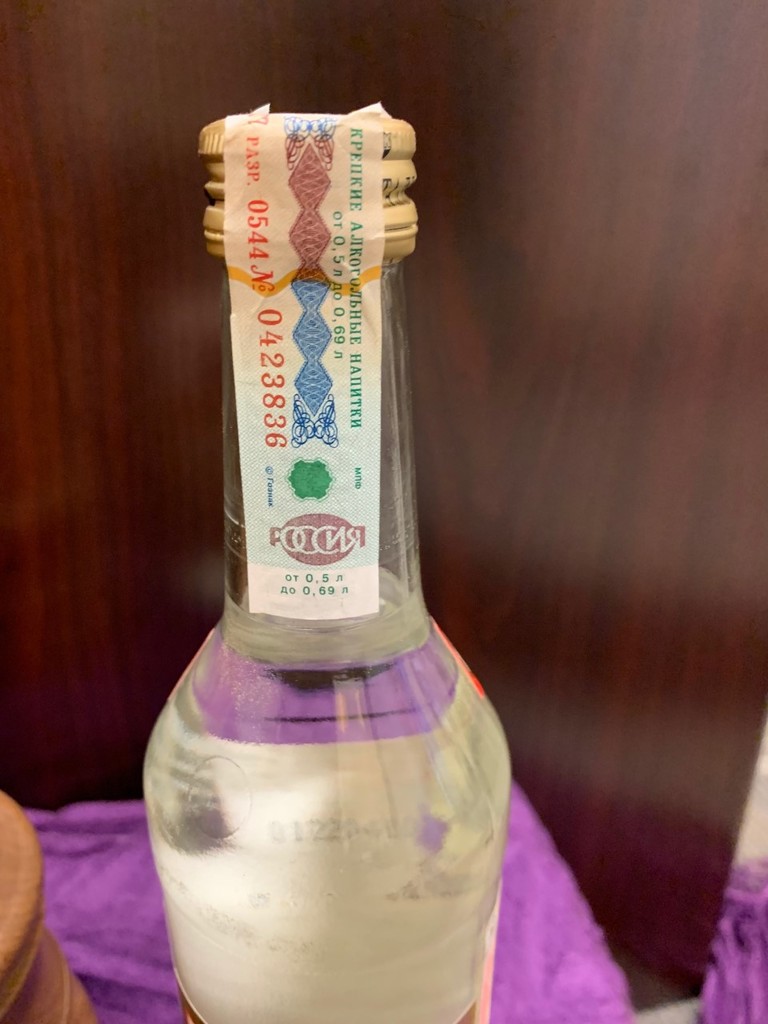 КРЕПКИЕ АЛКОГОЛЬНЫЕ НАПИТКИ
от 0,5 л до 0,69 л
РАЗР. 0544 № 0423836
МПФ
© Гознак
РОССИЯ
от 0,5 л
до 0,69 л